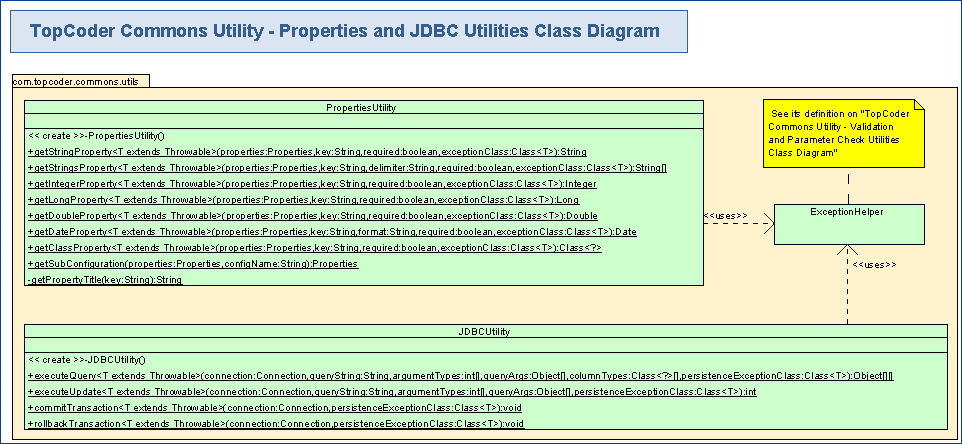 TopCoder Commons Utility - Properties and JDBC Utilities Class Diagram
com.topcoder.commons.utils
PropertiesUtility
<< create >>-PropertiesUtility()
+getStringProperty<T extends Throwable>(properties:Properties,key:String,required:boolean,exceptionClass:Class<T>):String
+getStringsProperty<T extends Throwable>(properties:Properties,key:String,delimiter:String,required:boolean,exceptionClass:Class<T>):String[]
+getIntegerProperty<T extends Throwable>(properties:Properties,key:String,required:boolean,exceptionClass:Class<T>):Integer
+getLongProperty<T extends Throwable>(properties:Properties,key:String,required:boolean,exceptionClass:Class<T>):Long
+getDoubleProperty<T extends Throwable>(properties:Properties,key:String,required:boolean,exceptionClass:Class<T>):Double
+getDateProperty<T extends Throwable>(properties:Properties,key:String,format:String,required:boolean,exceptionClass:Class<T>):Date
+getClassProperty<T extends Throwable>(properties:Properties,key:String,required:boolean,exceptionClass:Class<T>):Class<?>
+getSubConfiguration(properties:Properties,configName:String):Properties
-getPropertyTitle(key:String):String
See its definition on "TopCoder
Commons Utility - Validation
and Parameter Check Utilities
Class Diagram"
<<uses>>
ExceptionHelper
<<uses>>
JDBCUtility
<< create >>-JDBCUtility()
+executeQuery<T extends Throwable>(connection:Connection,queryString:String,argumentTypes:int[],queryArgs:Object[],columnTypes:Class<?>[],persistenceExceptionClass:Class<T>):Object[][]
+executeUpdate<T extends Throwable>(connection:Connection,queryString:String,argumentTypes:int[],queryArgs:Object[],persistenceExceptionClass:Class<T>):int
+commitTransaction<T extends Throwable>(connection:Connection,persistenceExceptionClass:Class<T>):void
+rollbackTransaction<T extends Throwable>(connection:Connection,persistenceExceptionClass:Class<T>):void